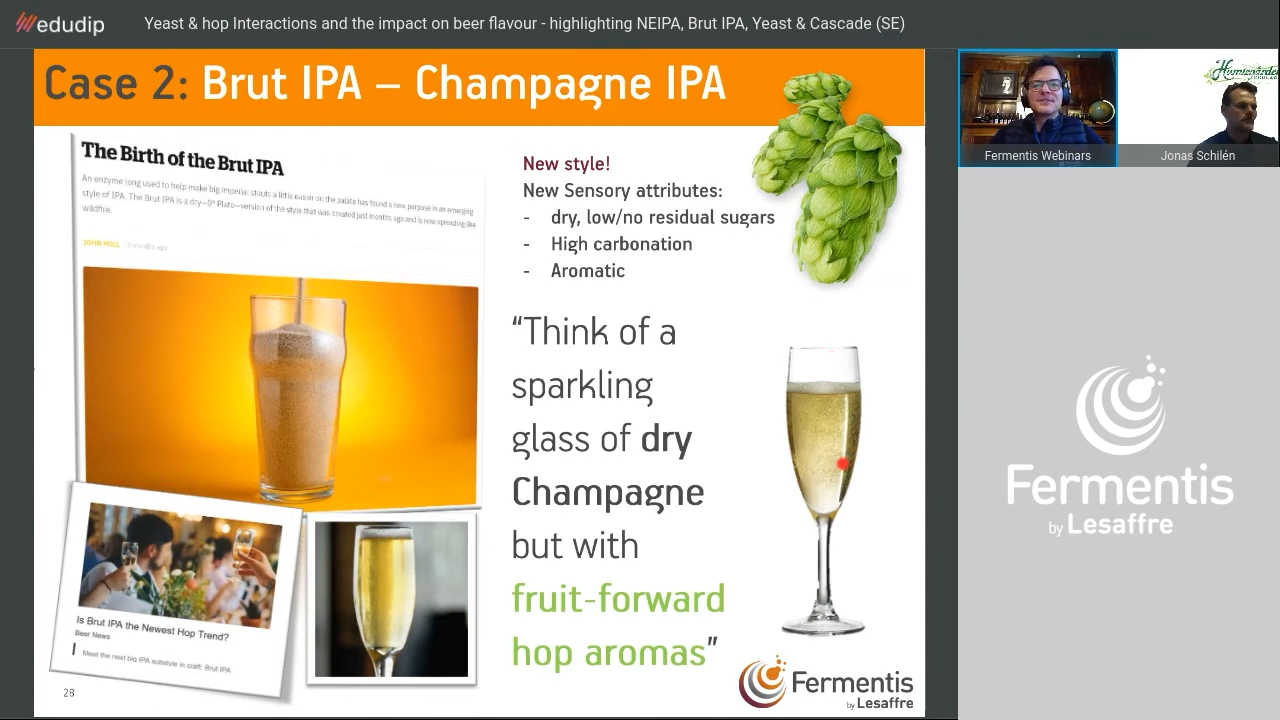 edudip
Yeast & hop Interactions and the impact on beer flavour - highlighting NEIPA, Brut IPA, Yeast & Cascade (SE)
Case 2: Brut IPA – Champagne IPA
The Birth of the Brut IPA
An enzyme long used to help make big imperial stouts a little easier on the palate has found a new purpose in an emerging
style of IPA. The Brut IPA is a dry—0° Plato—version of the style that was created just months ago and is now spreading like
wildfire.
JOHN HOLL
months ago
New style!
New Sensory attributes:
- dry, low/no residual sugars
- High carbonation
- Aromatic
“Think of a
sparkling
glass of dry
Champagne
but with
fruit-forward
hop aromas”
Is Brut IPA the Newest Hop Trend?
Beer News
Meet the next big IPA substyle in craft: Brut IPA
28
Fermentis
by Lesaffre
Fermentis Webinars
Jonas Schilén
Fermentis
by Lesaffre